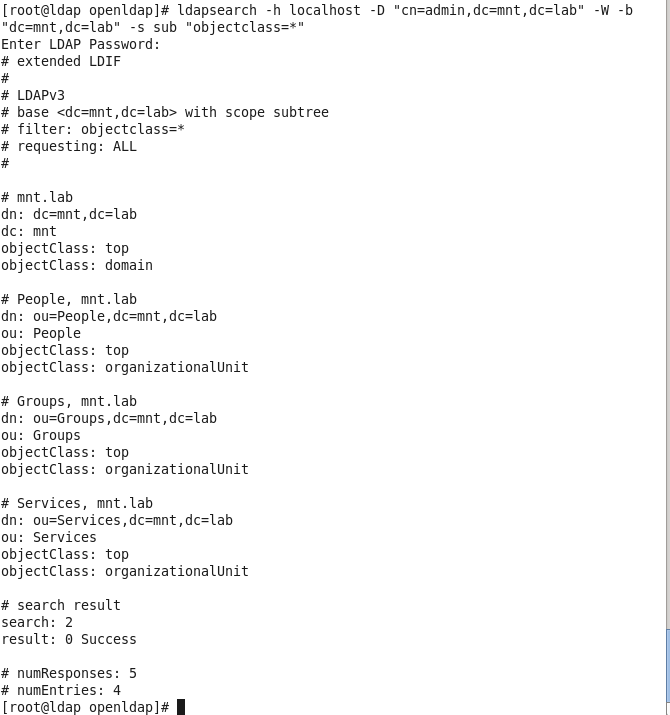 [root@ldap openldap]# ldapsearch -h localhost -D "cn=admin,dc=mnt,dc=lab" -W -b
"dc=mnt,dc=lab" -s sub "objectclass=*"
Enter LDAP Password:
# extended LDIF
#
# LDAPv3
# base <dc=mnt,dc=lab> with scope subtree
# filter: objectclass=*
# requesting: ALL
#

# mnt.lab
dn: dc=mnt,dc=lab
dc: mnt
objectClass: top
objectClass: domain

# People, mnt.lab
dn: ou=People,dc=mnt,dc=lab
ou: People
objectClass: top
objectClass: organizationalUnit

# Groups, mnt.lab
dn: ou=Groups,dc=mnt,dc=lab
ou: Groups
objectClass: top
objectClass: organizationalUnit

# Services, mnt.lab
dn: ou=Services,dc=mnt,dc=lab
ou: Services
objectClass: top
objectClass: organizationalUnit

# search result
search: 2
result: 0 Success

# numResponses: 5
# numEntries: 4
[root@ldap openldap]#